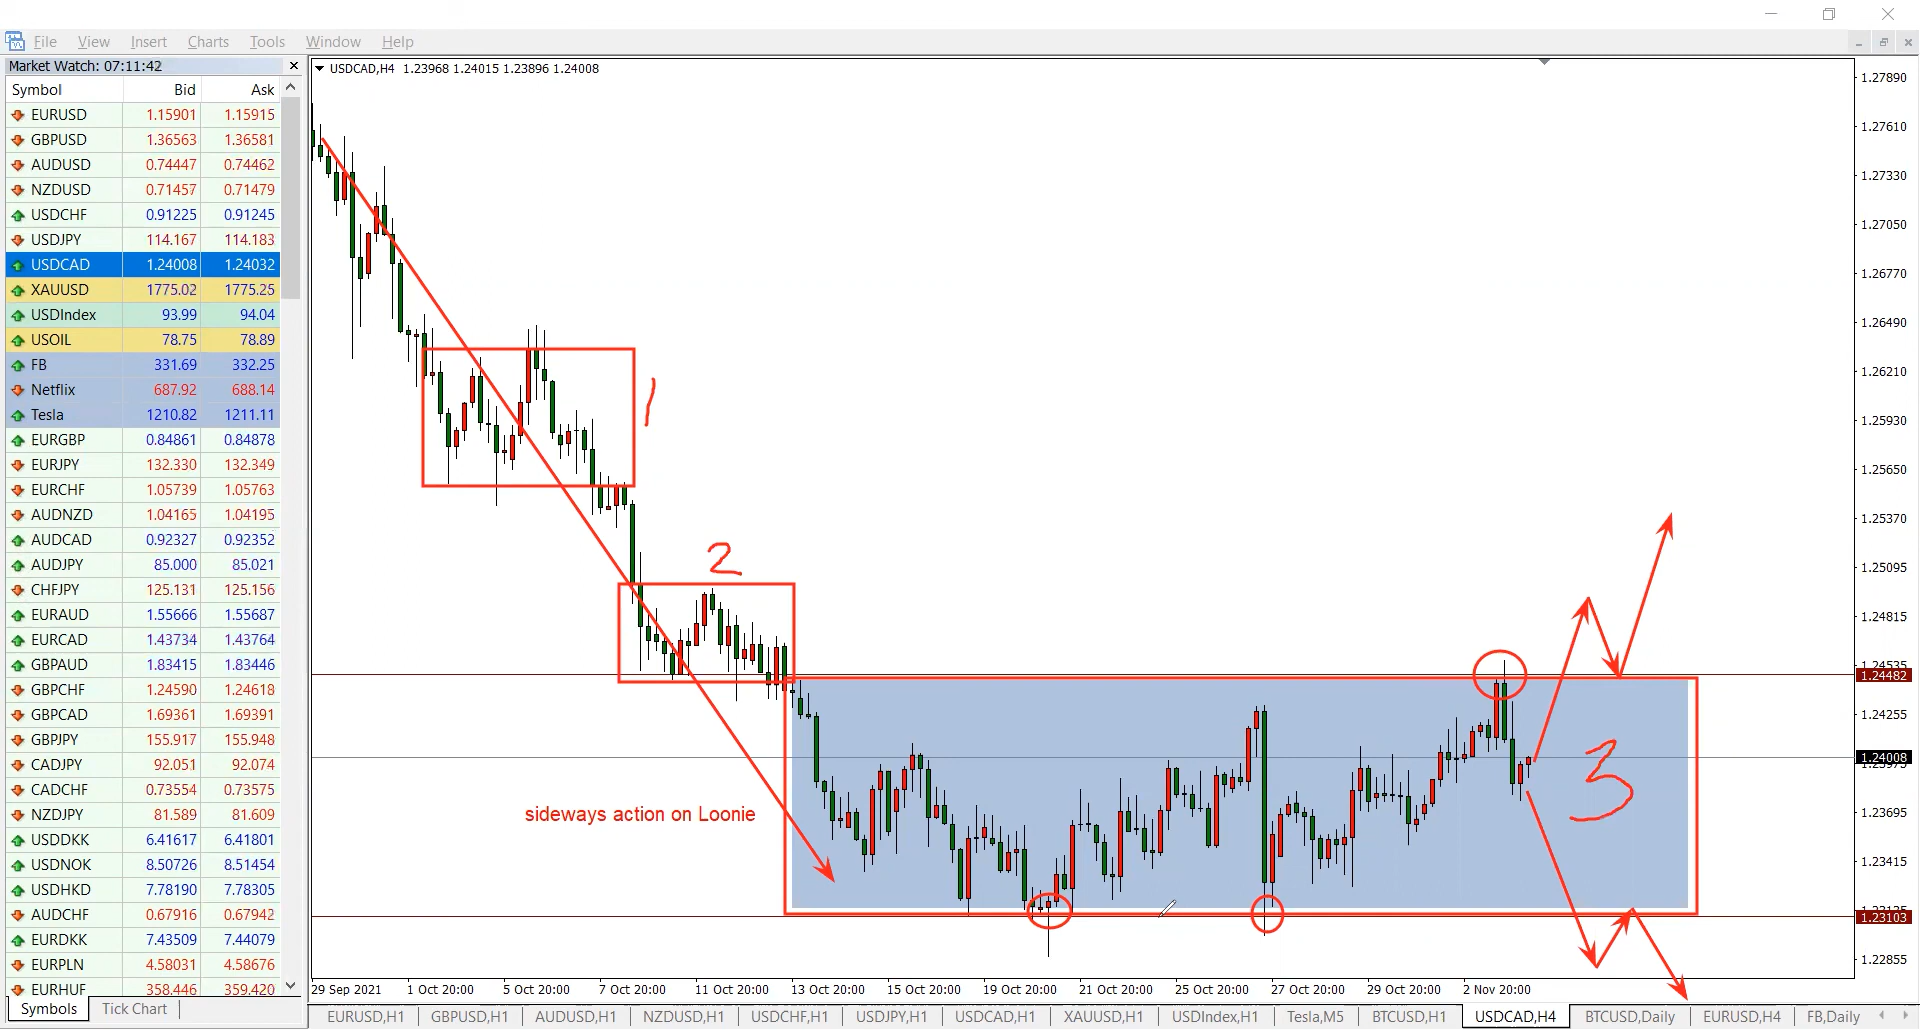 File View Insert Charts Tools Window Help
Market Watch: 07:11:42
Symbol Bid Ask
EURUSD 1.15901 1.15915
GBPUSD 1.36563 1.36581
AUDUSD 0.74447 0.74462
NZDUSD 0.71457 0.71479
USDCHF 0.91225 0.91245
USDJPY 114.167 114.183
USDCAD 1.24008 1.24032
XAUUSD 1775.02 1775.25
USDIndex 93.99 94.04
USOIL 78.75 78.89
FB 331.69 332.25
Netflix 687.92 688.14
Tesla 1210.82 1211.11
EURGBP 0.84861 0.84878
EURJPY 132.330 132.349
EURCHF 1.05739 1.05763
AUDNZD 1.04165 1.04195
AUDCAD 0.92327 0.92352
AUDJPY 85.000 85.021
CHFJPY 125.131 125.156
EURAUD 1.55666 1.55687
EURCAD 1.43734 1.43764
GBPAUD 1.83415 1.83446
GBPCHF 1.24590 1.24618
GBPCAD 1.69361 1.69391
GBPJPY 155.917 155.948
CADJPY 92.051 92.074
CADCHF 0.73554 0.73575
NZDJPY 81.589 81.609
USDDKK 6.41617 6.41801
USDNOK 8.50726 8.51454
USDHKD 7.78190 7.78305
AUDCHF 0.67916 0.67942
EURDKK 7.43509 7.44079
EURPLN 4.58031 4.58676
EURHUF 358.446 359.420
Symbols Tick Chart
USDCAD,H4 1.23968 1.24015 1.23896 1.24008
1
2
3
sideways action on Loonie
1.27890
1.27610
1.27330
1.27050
1.26770
1.26490
1.26210
1.25930
1.25650
1.25370
1.25095
1.24815
1.24535
1.24482
1.24255
1.24008
1.23695
1.23415
1.23103
1.22855
29 Sep 2021 1 Oct 20:00 5 Oct 20:00 7 Oct 20:00 11 Oct 20:00 13 Oct 20:00 15 Oct 20:00 19 Oct 20:00 21 Oct 20:00 25 Oct 20:00 27 Oct 20:00 29 Oct 20:00 2 Nov 20:00
EURUSD,H1 GBPUSD,H1 AUDUSD,H1 NZDUSD,H1 USDCHF,H1 USDJPY,H1 USDCAD,H1 XAUUSD,H1 USDIndex,H1 Tesla,M5 BTCUSD,H1 USDCAD,H4 BTCUSD,Daily EURUSD,H4 FB,Daily